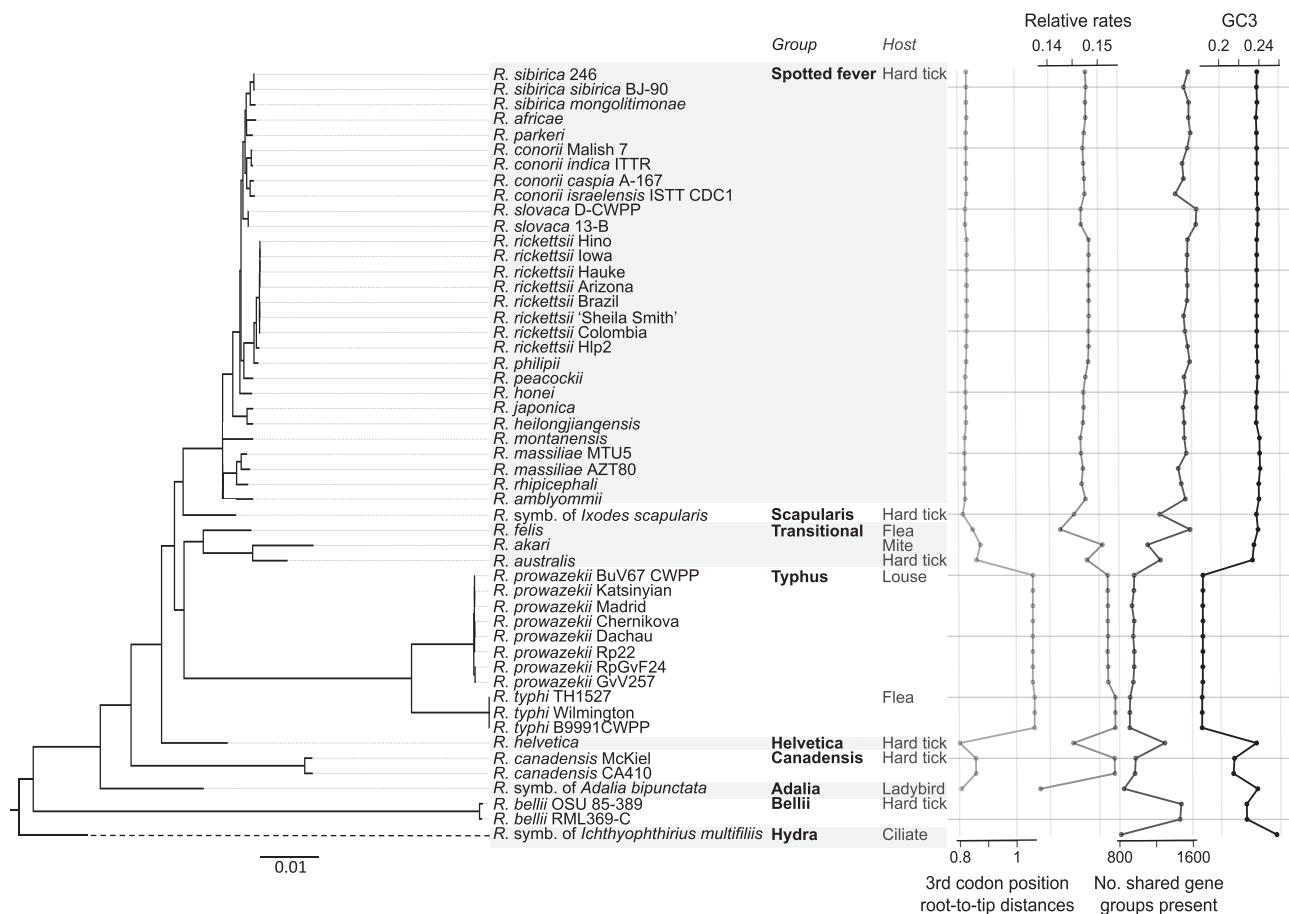 Relative rates GC3
Group Host 0.14 0.15 0.2 0.24
R. sibirica 246 Spotted fever Hard tick
R. sibirica sibirica BJ-90
R. sibirica mongolitimonae
R. africae
R. parkeri
R. conorii Malish 7
R. conorii indica ITTR
R. conorii caspia A-167
R. conorii israelensis ISTT CDC1
R. slovaca D-CWPP
R. slovaca 13-B
R. rickettsii Hino
R. rickettsii Iowa
R. rickettsii Hauke
R. rickettsii Arizona
R. rickettsii Brazil
R. rickettsii ‘Sheila Smith’
R. rickettsii Colombia
R. rickettsii Hlp2
R. philipii
R. peacockii
R. honei
R. japonica
R. heilongjiangensis
R. montanensis
R. massiliae MTU5
R. massiliae AZT80
R. rhipicephali
R. amblyommii
R. symb. of Ixodes scapularis Scapularis Hard tick
R. felis Transitional Flea
R. akari Mite
R. australis Hard tick
R. prowazekii BuV67 CWPP Typhus Louse
R. prowazekii Katsinyian
R. prowazekii Madrid
R. prowazekii Chernikova
R. prowazekii Dachau
R. prowazekii Rp22
R. prowazekii RpGvF24
R. prowazekii GvV257
R. typhi TH1527 Flea
R. typhi Wilmington
R. typhi B9991CWPP
R. helvetica Helvetica Hard tick
R. canadensis McKiel Canadensis Hard tick
R. canadensis CA410
R. symb. of Adalia bipunctata Adalia Ladybird
R. bellii OSU 85-389 Bellii Hard tick
R. bellii RML369-C
R. symb. of Ichthyophthirius multifiliis Hydra Ciliate
0.01 0.8 1 800 1600
3rd codon position No. shared gene
root-to-tip distances groups present